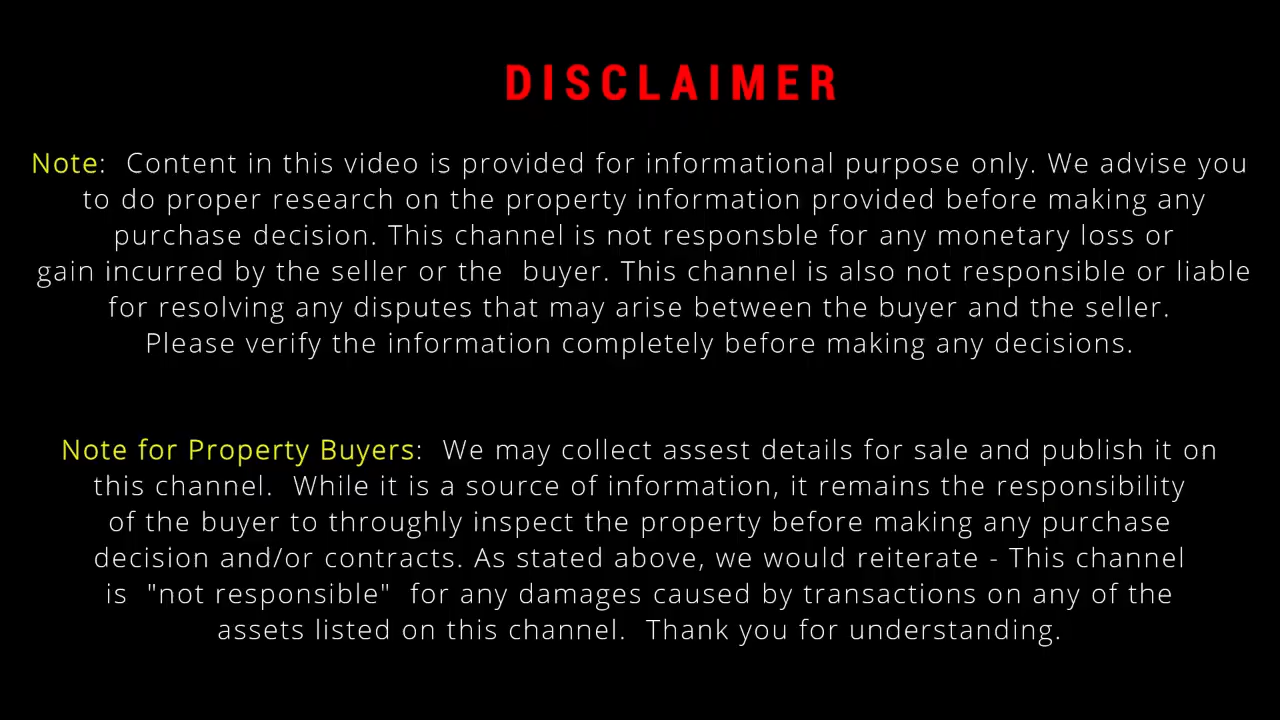 DISCLAIMER
Note:  Content in this video is provided for informational purpose only. We advise you
to do proper research on the property information provided before making any
purchase decision. This channel is not responsble for any monetary loss or
gain incurred by the seller or the  buyer. This channel is also not responsible or liable
for resolving any disputes that may arise between the buyer and the seller.
Please verify the information completely before making any decisions.
Note for Property Buyers:  We may collect assest details for sale and publish it on
this channel.  While it is a source of information, it remains the responsibility
of the buyer to throughly inspect the property before making any purchase
decision and/or contracts. As stated above, we would reiterate - This channel
is  "not responsible"  for any damages caused by transactions on any of the
assets listed on this channel.  Thank you for understanding.